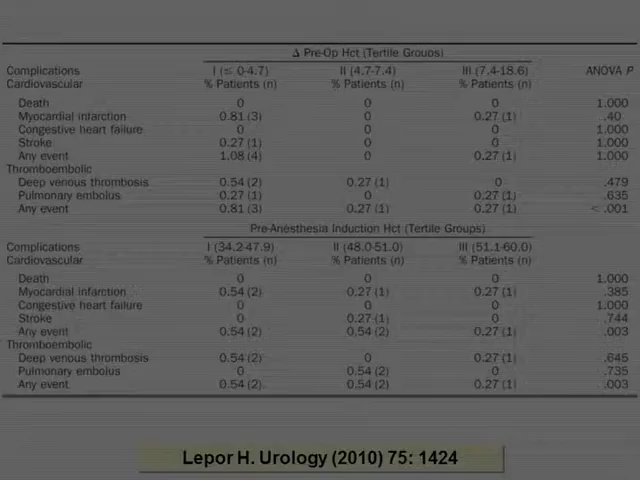 Δ Pre-Op Hct (Tertile Groups)
Complications I (≤ 0-4.7) II (4.7-7.4) III (7.4-18.6) ANOVA P
Cardiovascular % Patients (n) % Patients (n) % Patients (n)
Death 0 0 0 1.000
Myocardial infarction 0.81 (3) 0 0.27 (1) .40
Congestive heart failure 0 0 0 1.000
Stroke 0.27 (1) 0 0 1.000
Any event 1.08 (4) 0 0.27 (1) 1.000
Thromboembolic
Deep venous thrombosis 0.54 (2) 0.27 (1) 0 .479
Pulmonary embolus 0.27 (1) 0 0.27 (1) .635
Any event 0.81 (3) 0.27 (1) 0.27 (1) < .001
Pre-Anesthesia Induction Hct (Tertile Groups)
Complications I (34.2-47.9) II (48.0-51.0) III (51.1-60.0)
Cardiovascular % Patients (n) % Patients (n) % Patients (n)
Death 0 0 0 1.000
Myocardial infarction 0.54 (2) 0.27 (1) 0.27 (1) .385
Congestive heart failure 0 0 0 1.000
Stroke 0 0.27 (1) 0 .744
Any event 0.54 (2) 0.54 (2) 0.27 (1) .003
Thromboembolic
Deep venous thrombosis 0.54 (2) 0 0.27 (1) .645
Pulmonary embolus 0 0.54 (2) 0 .735
Any event 0.54 (2) 0.54 (2) 0.27 (1) .003
Lepor H. Urology (2010) 75: 1424